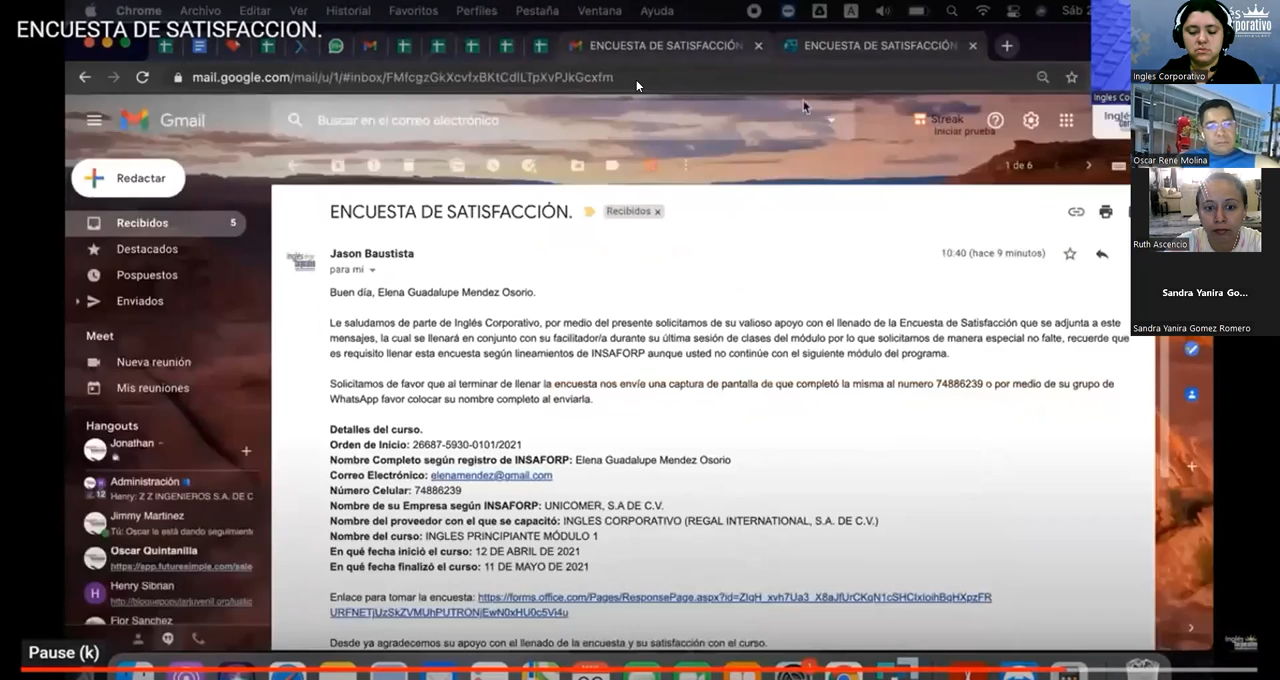 Chrome Archivo Editar Ver Historial Favoritos Perfiles Pestaña Ventana Ayuda
ENCUESTA DE SATISFACCION.
ENCUESTA DE SATISFACCIÓN
ENCUESTA DE SATISFACCIÓN
mail.google.com/mail/u/1/#inbox/FMfcgzGkXcvfxBKtCdlLTpXvPJkGcxfm
Gmail
Buscar en el correo electrónico
Streak
Iniciar prueba
Redactar
1 de 6
Recibidos 5
Destacados
Pospuestos
Enviados
Meet
Nueva reunión
Mis reuniones
Hangouts
Jonathan
Administración
Henry: Z Z INGENIEROS S.A. DE C
Jimmy Martinez
Tú: Oscar le está dando seguimiento
Oscar Quintanilla
https://app.futuresimple.com/sale
Henry Sibrian
Flor Sanchez
ENCUESTA DE SATISFACCIÓN.
Recibidos x
Jason Baustista
10:40 (hace 9 minutos)
para mi
Buen día, Elena Guadalupe Mendez Osorio.
Le saludamos de parte de Inglés Corporativo, por medio del presente solicitamos de su valioso apoyo con el llenado de la Encuesta de Satisfacción que se adjunta a este
mensajes, la cual se llenará en conjunto con su facilitador/a durante su última sesión de clases del módulo por lo que solicitamos de manera especial no falte, recuerde que
es requisito llenar esta encuesta según lineamientos de INSAFORP aunque usted no continúe con el siguiente módulo del programa.
Solicitamos de favor que al terminar de llenar la encuesta nos envíe una captura de pantalla de que completó la misma al numero 74886239 o por medio de su grupo de
WhatsApp favor colocar su nombre completo al enviarla.
Detalles del curso.
Orden de Inicio: 26687-5930-0101/2021
Nombre Completo según registro de INSAFORP: Elena Guadalupe Mendez Osorio
Correo Electrónico: elenamendez@gmail.com
Número Celular: 74886239
Nombre de su Empresa según INSAFORP: UNICOMER, S.A DE C.V.
Nombre del proveedor con el que se capacitó: INGLES CORPORATIVO (REGAL INTERNATIONAL, S.A. DE C.V.)
Nombre del curso: INGLES PRINCIPIANTE MÓDULO 1
En qué fecha inició el curso: 12 DE ABRIL DE 2021
En qué fecha finalizó el curso: 11 DE MAYO DE 2021
Enlace para tomar la encuesta: https://forms.office.com/Pages/ResponsePage.aspx?id=ZIgH_xvh7Ua3_X8aJfUrCKqN1cSHClxIoihBqHXpzFR
URFNETjUzSkZVMUhPUTRONjEwN0xHU0c5Vi4u
Desde ya agradecemos su apoyo con el llenado de la encuesta y su satisfacción con el curso.
Pause (k)
Ingles Corporativo
Oscar Rene Molina
Ruth Ascencio
Sandra Yanira Go...
Sandra Yanira Gomez Romero